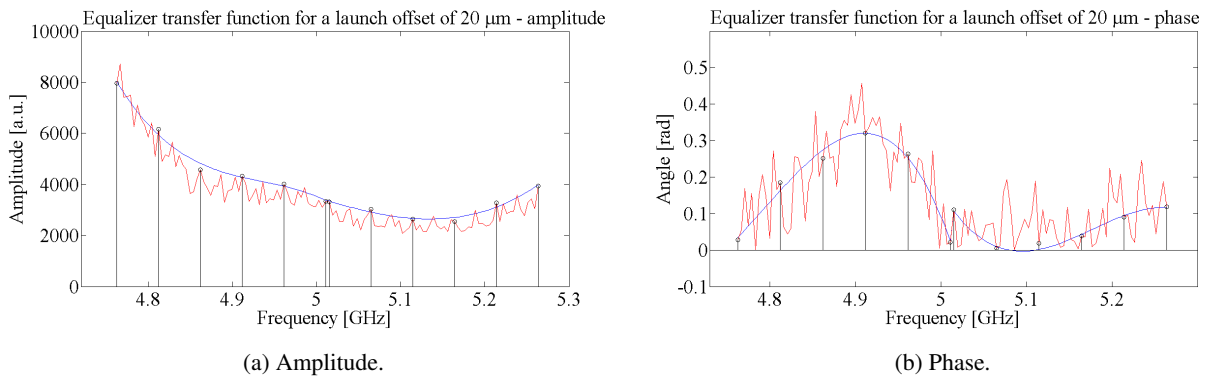 Equalizer transfer function for a launch offset of 20 μm - amplitude
10000
8000
6000
4000
2000
0
Amplitude [a.u.]
4.8 4.9 5 5.1 5.2 5.3
Frequency [GHz]
(a) Amplitude.
Equalizer transfer function for a launch offset of 20 μm - phase
0.5
0.4
0.3
0.2
0.1
0
-0.1
Angle [rad]
4.8 4.9 5 5.1 5.2
Frequency [GHz]
(b) Phase.